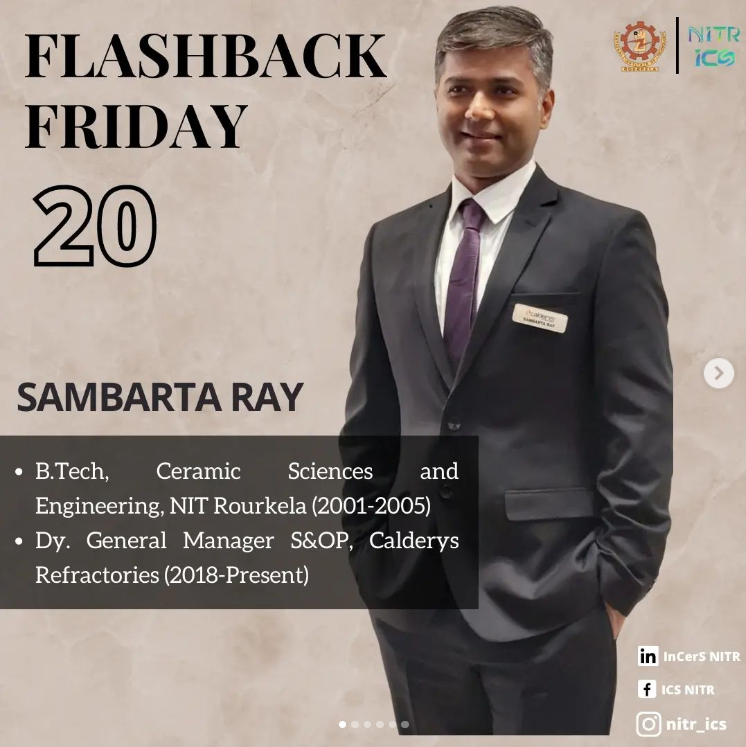 FLASHBACK
FRIDAY
20
NITR
ICS
ROURKELA
SAMBARTA RAY
SAMBARTA RAY
• B.Tech, Ceramic Sciences and
Engineering, NIT Rourkela (2001-2005)
• Dy. General Manager S&OP, Calderys
Refractories (2018-Present)
InCerS NITR
ICS NITR
nitr_ics